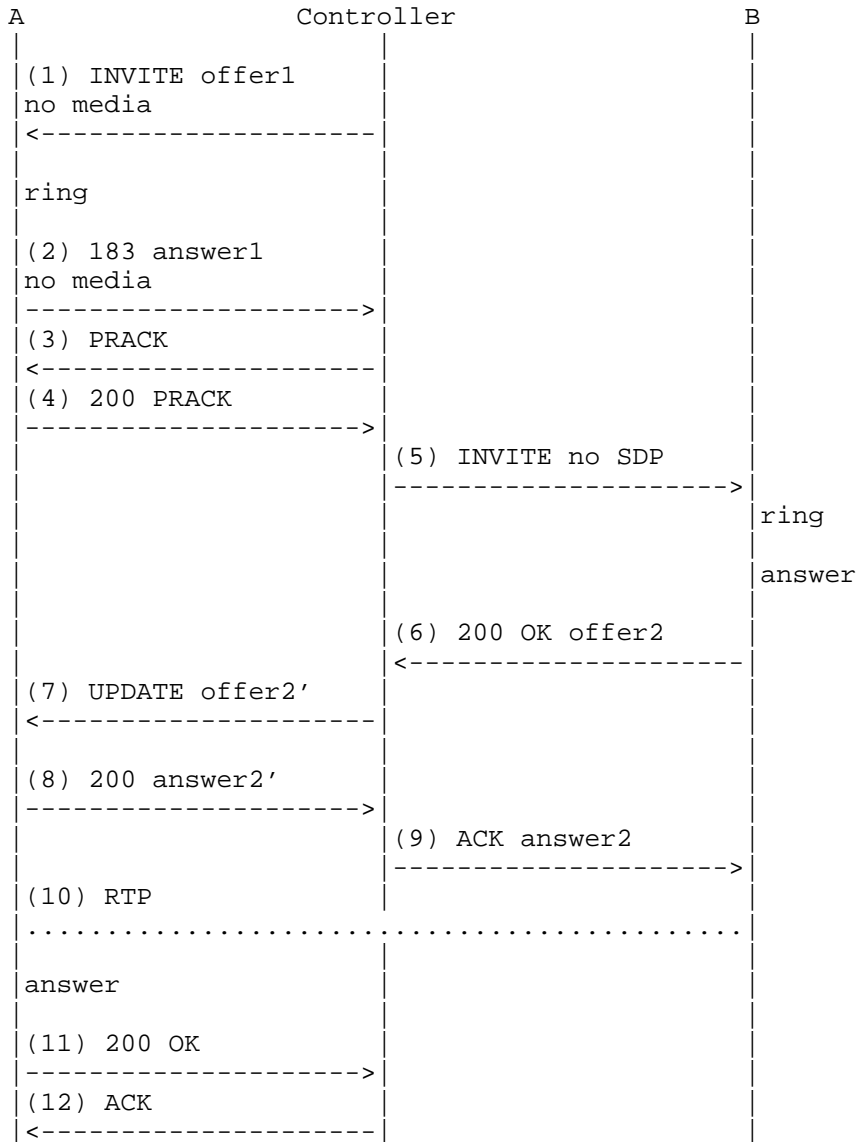 A Controller B
(1) INVITE offer1
no media
ring
(2) 183 answer1
no media
(3) PRACK
(4) 200 PRACK
(5) INVITE no SDP
ring
answer
(6) 200 OK offer2
(7) UPDATE offer2'
(8) 200 answer2'
(9) ACK answer2
(10) RTP
answer
(11) 200 OK
(12) ACK